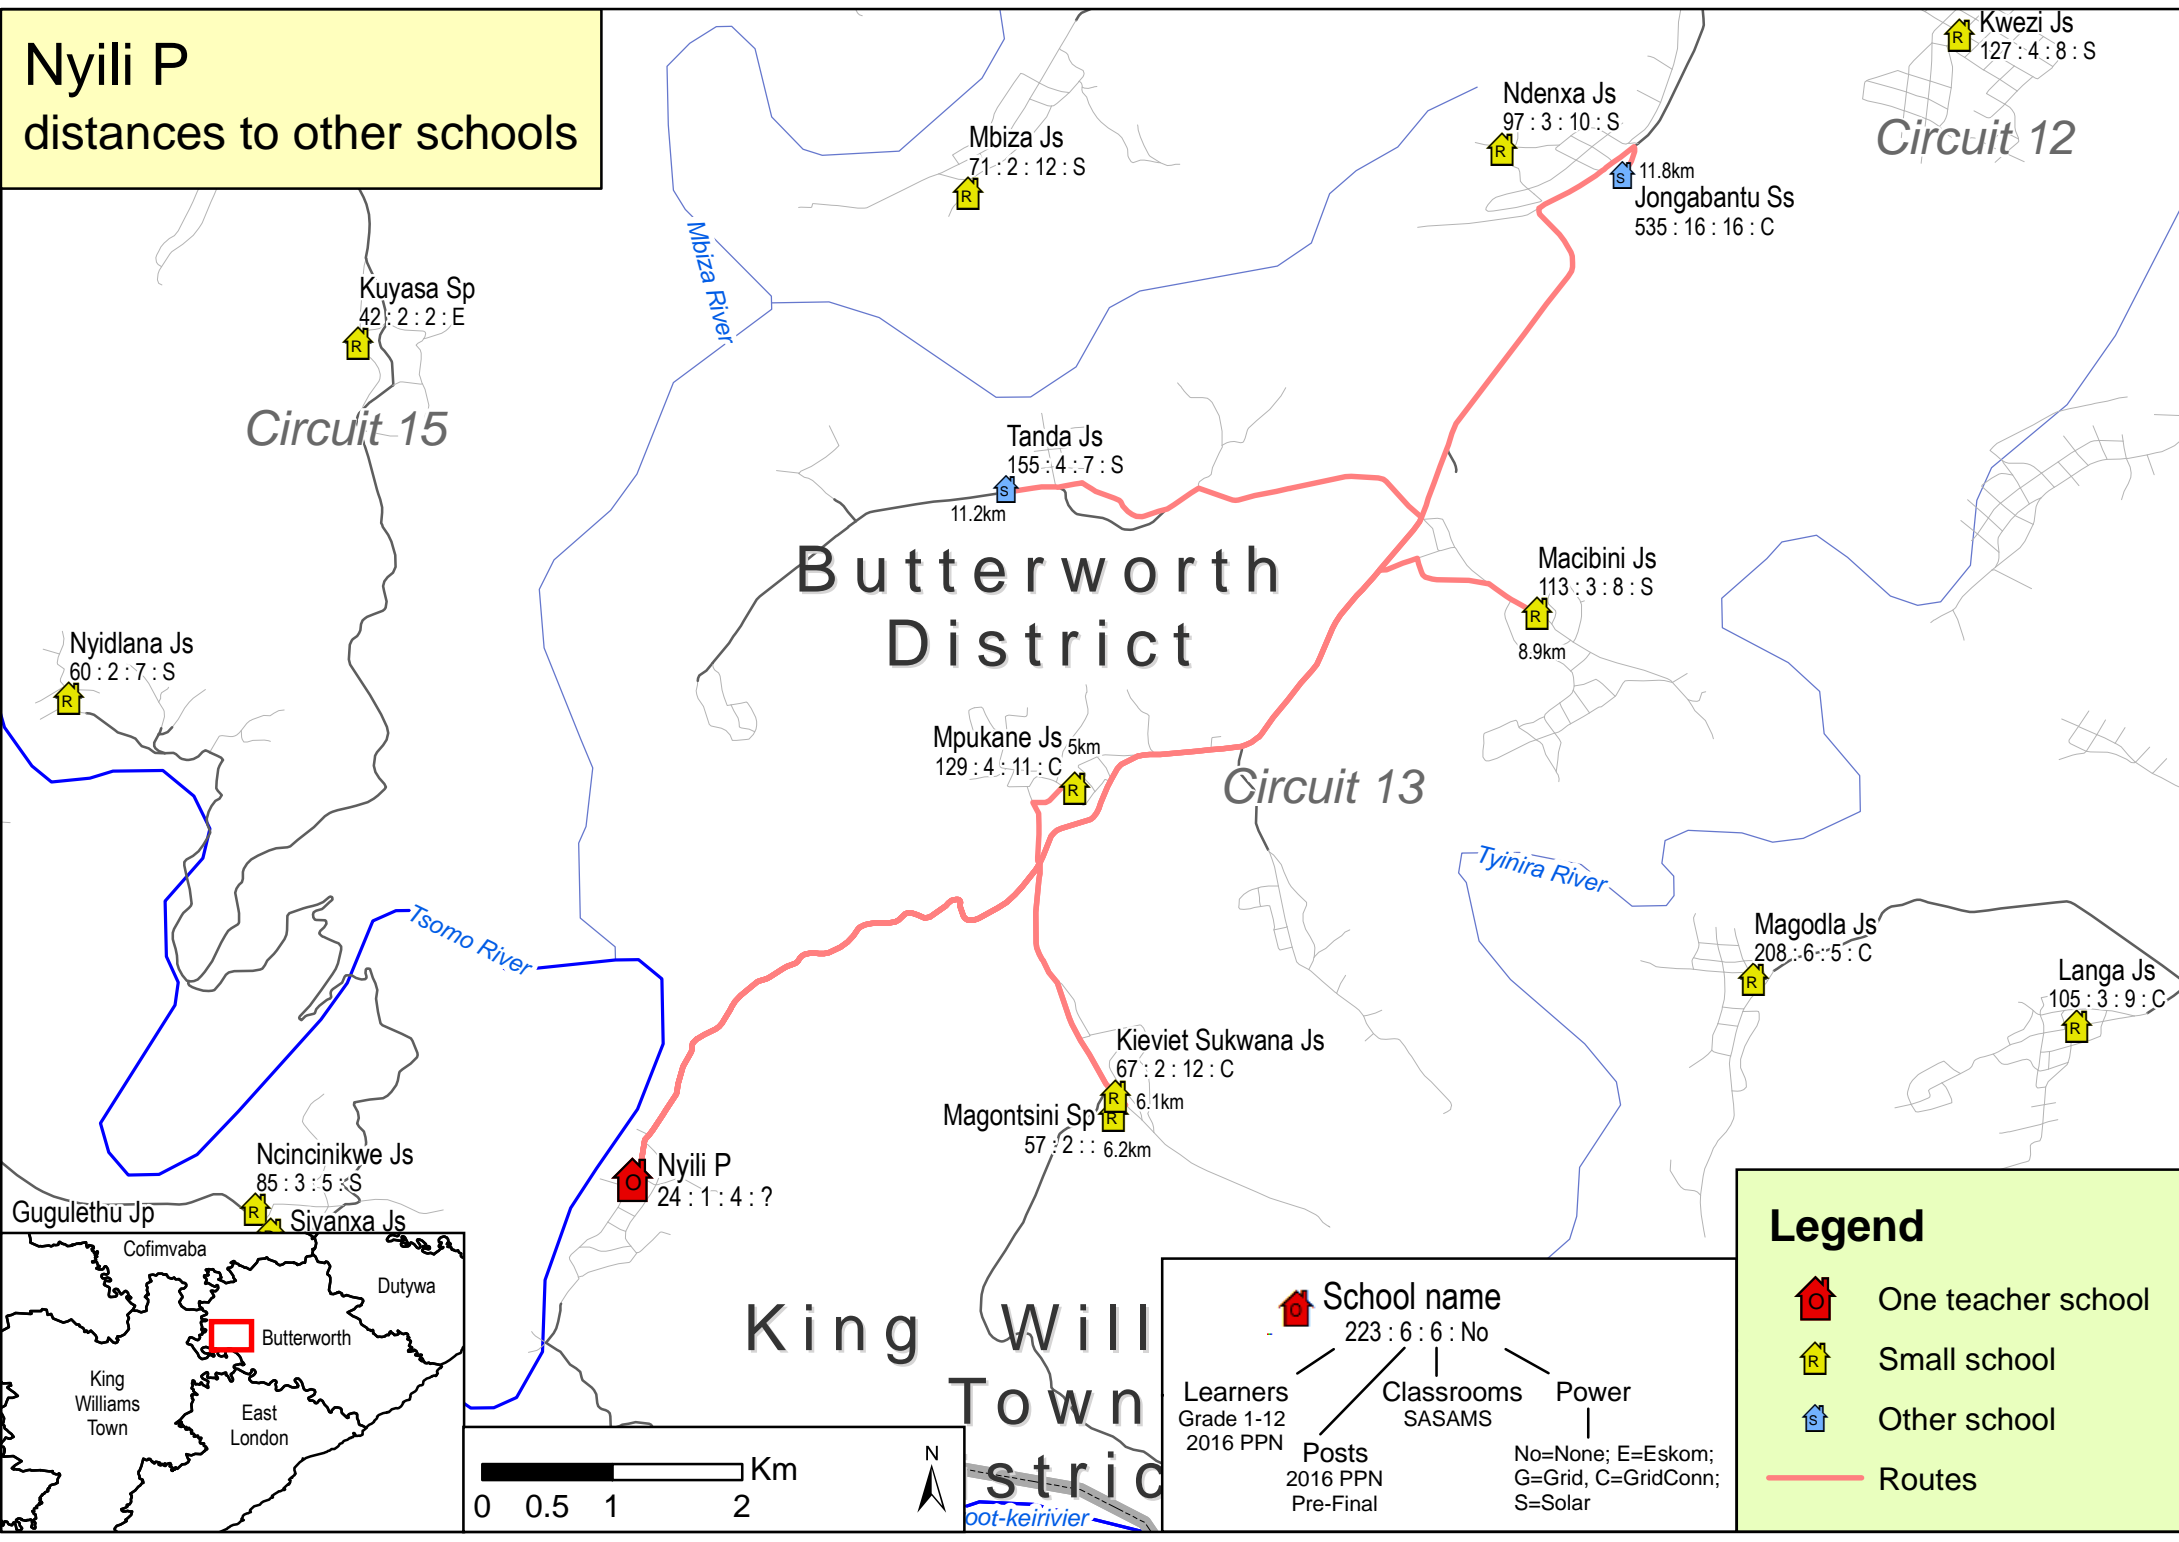 Nyili P
distances to other schools
Kwezi Js
127 : 4 : 8 : S
Circuit 12
Ndenxa Js
97 : 3 : 10 : S
R
R
S
11.8km
Jongabantu Ss
535 : 16 : 16 : C
Mbiza Js
71 : 2 : 12 : S
R
Mbiza River
Kuyasa Sp
42 : 2 : 2 : E
R
Circuit 15
Tanda Js
155 : 4 : 7 : S
S
11.2km
Butterworth
District
Macibini Js
113 : 3 : 8 : S
R
8.9km
Nyidlana Js
60 : 2 : 7 : S
R
Mpukane Js 5km
129 : 4 : 11 : C
R
Circuit 13
Tyinira River
Tsomo River
Magodla Js
208 : 6 : 5 : C
R
Langa Js
105 : 3 : 9 : C
R
Kieviet Sukwana Js
67 : 2 : 12 : C
R
6.1km
Magontsini Sp
R
57 : 2 : : 6.2km
Ncincinikwe Js
85 : 3 : 5 : S
R
Gugulethu Jp
Sivanxa Js
Nyili P
24 : 1 : 4 : ?
O
King Will
Town
stric
oot-keirivier
Cofimvaba
Dutywa
Butterworth
King
Williams
Town
East
London
Km
0 0.5 1 2
N
O
School name
223 : 6 : 6 : No
Learners
Grade 1-12
2016 PPN
Posts
2016 PPN
Pre-Final
Classrooms
SASAMS
Power
No=None; E=Eskom;
G=Grid, C=GridConn;
S=Solar
Legend
O
One teacher school
R
Small school
S
Other school
Routes